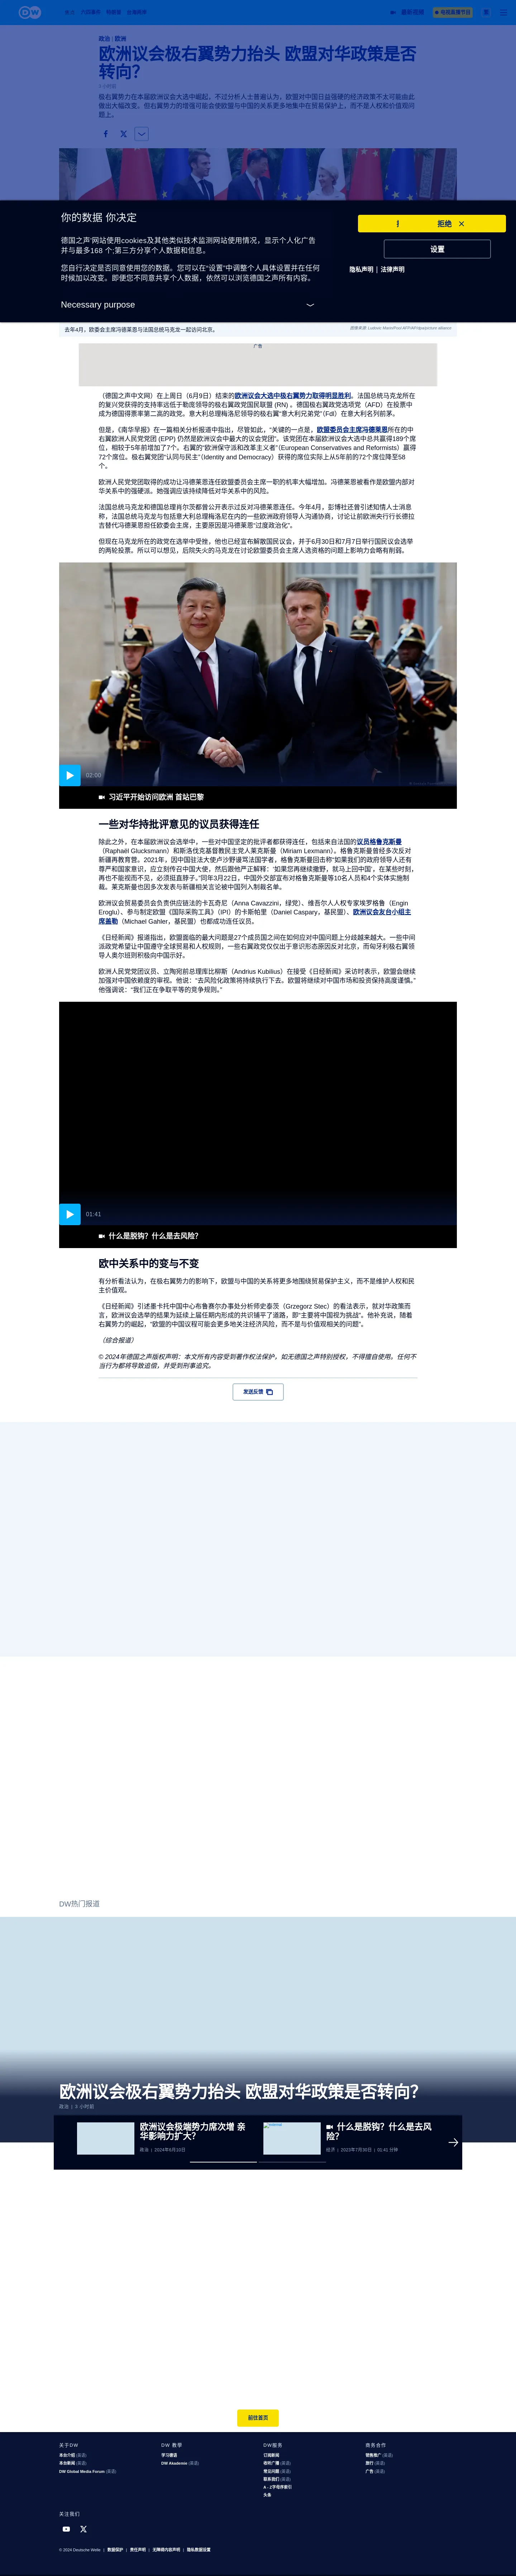 政治 | 欧洲
欧洲议会极右翼势力抬头 欧盟对华政策是否
转向?
极右翼势力在本届欧洲议会大选中崛起。不过分析人士普遍认为，欧盟对中国日益强硬的经济政策不太可能由此
做出大幅改变。但右翼势力的增强可能会使欧盟与中国的关系更多地集中在贸易保护上，而不是人权和价值观问
题上。
你的数据 你决定
德国之声"网站使用cookies及其他类似技术监测网站使用情况，显示个人化广告
并与最多168 个;第三方分享个人数据和信息。
您自行决定是否同意使用您的数据。您可以在"设置"中调整个人具体设置并在任何
时候加以改变。即便您不同意共享个人数据，依然可以浏览德国之声所有内容。
Necessary purpose
拒绝
设置
隐私声明 | 法律声明
去年4月，欧委会主席冯德莱恩与法国总统马克龙一起访问北京。
图像来源: Ludovic Marin/Pool AFP/AP/dpa/picture alliance
广告
（德国之声中文网）在上周日（6月9日）结束的欧洲议会大选中极右翼势力取得明显胜利。法国总统马克龙所在
的复兴党获得的支持率远低于勒庞领导的极右翼政党国民联盟 (RN) 。德国极右翼政党选项党（AFD）在投票中
成为德国得票率第二高的政党。意大利总理梅洛尼领导的极右翼"意大利兄弟党"（FdI）在意大利名列前茅。
但是，《南华早报》在一篇相关分析报道中指出，尽管如此，"关键的一点是，欧盟委员会主席冯德莱恩所在的中
右翼欧洲人民党党团 (EPP) 仍然是欧洲议会中最大的议会党团"。该党团在本届欧洲议会大选中总共赢得189个席
位，相较于5年前增加了7个。右翼的"欧洲保守派和改革主义者"（European Conservatives and Reformists）赢得
72个席位。极右翼党团"认同与民主"（Identity and Democracy）获得的席位实际上从5年前的72个席位降至58
个。
欧洲人民党党团取得的成功让冯德莱恩连任欧盟委员会主席一职的机率大幅增加。冯德莱恩被看作是欧盟内部对
华关系中的强硬派。她强调应该持续降低对华关系中的风险。
法国总统马克龙和德国总理肖尔茨都曾公开表示过反对冯德莱恩连任。今年4月，彭博社还曾引述知情人士消息
称，法国总统马克龙与包括意大利总理梅洛尼在内的一些欧洲政府领导人沟通协商，讨论让前欧洲央行行长德拉
吉替代冯德莱恩担任欧委会主席，主要原因是冯德莱恩"过度政治化"。
但现在马克龙所在的政党在选举中受挫，他也已经宣布解散国民议会，并于6月30日和7月7日举行国民议会选举
的两轮投票。所以可想以见，后院失火的马克龙在讨论欧盟委员会主席人选资格的问题上影响力会略有削弱。
02:00
习近平开始访问欧洲 首站巴黎
一些对华持批评意见的议员获得连任
除此之外，在本届欧洲议会选举中，一些对中国坚定的批评者都获得连任，包括来自法国的议员格鲁克斯曼
（Raphaël Glucksmann）和斯洛伐克基督教民主党人莱克斯曼（Miriam Lexmann）。格鲁克斯曼曾经多次反对
新疆再教育营。2021年，因中国驻法大使卢沙野谩骂法国学者，格鲁克斯曼回击称"如果我们的政府领导人还有
尊严和国家意识，应立刻传召中国大使，然后跟他严正解释："如果您再继续撒野，就马上回中国"。在某些时刻，
再也不能视而不见，必须扭直脖子。"同年3月22日，中国外交部宣布对格鲁克斯曼等10名人员和4个实体实施制
裁。莱克斯曼也因多次发表与新疆相关言论被中国列入制裁名单。
欧洲议会贸易委员会负责供应链法的卡瓦奇尼（Anna Cavazzini，绿党）、维吾尔人人权专家埃罗格鲁（Engin
Eroglu）、参与制定欧盟《国际采购工具》（IPI）的卡斯帕里（Daniel Caspary，基民盟）、欧洲议会友台小组主
席盖勒（Michael Gahler，基民盟）也都成功连任议员。
《日经新闻》报道指出，欧盟面临的最大问题是27个成员国之间在如何应对中国问题上分歧越来越大。一些中间
派政党希望让中国遵守全球贸易和人权规则，一些右翼政党仅仅出于意识形态原因反对北京，而匈牙利极右翼领
导人奥尔班则积极向中国示好。
欧洲人民党党团议员、立陶宛前总理库比柳斯（Andrius Kubilius）在接受《日经新闻》采访时表示，欧盟会继续
加强对中国依赖度的审视。他说："去风险化政策将持续执行下去。欧盟将继续对中国市场和投资保持高度谨慎。"
他强调说："我们正在争取平等的竞争规则。"
01:41
什么是脱钩？什么是去风险？
欧中关系中的变与不变
有分析看法认为，在极右翼势力的影响下，欧盟与中国的关系将更多地围绕贸易保护主义，而不是维护人权和民
主价值观。
《日经新闻》引述墨卡托中国中心布鲁赛尔办事处分析师史泰茨（Grzegorz Stec）的看法表示，就对华政策而
言，欧洲议会选举的结果为延续上届任期内形成的共识铺平了道路，即"主要将中国视为挑战"。他补充说，随着
右翼势力的崛起，"欧盟的中国议程可能会更多地关注经济风险，而不是与价值观相关的问题"。
（综合报道）
© 2024年德国之声版权声明：本文所有内容受到著作权法保护，如无德国之声特别授权，不得擅自使用。任何不
当行为都将导致追偿，并受到刑事追究。
发送反馈
DW热门报道
欧洲议会极右翼势力抬头 欧盟对华政策是否转向?
政治 | 3 小时前
欧洲议会极端势力席次增 亲
华影响力扩大？
政治 | 2024年6月10日
什么是脱钩？什么是去风
险？
经济 | 2023年7月30日 | 01:41 分钟
前往首页
关于DW
本台介绍 (英语)
本台新闻 (英语)
DW Global Media Forum (英语)
DW 教学
学习德语
DW Akademie (英语)
DW服务
订阅新闻
收听广播 (英语)
常见问题 (英语)
联系我们 (英语)
A - Z字母序索引
头条
商务合作
销售推广 (英语)
旅行 (英语)
广告 (英语)
关注我们
© 2024 Deutsche Welle | 数据保护 | 责任声明 | 无障碍内容声明 | 隐私数据设置